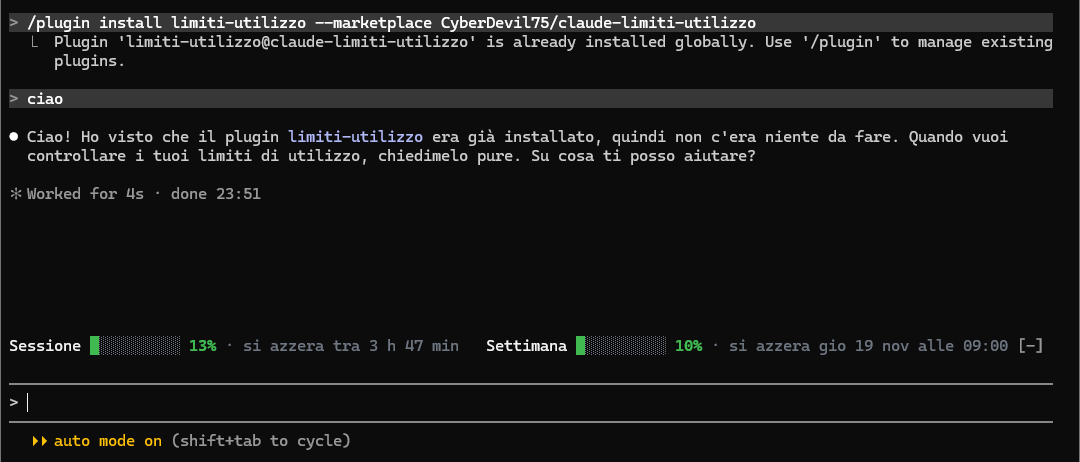 > /plugin install limiti-utilizzo --marketplace CyberDevil75/claude-limiti-utilizzo
└ Plugin 'limiti-utilizzo@claude-limiti-utilizzo' is already installed globally. Use '/plugin' to manage existing
plugins.
> ciao
● Ciao! Ho visto che il plugin limiti-utilizzo era già installato, quindi non c'era niente da fare. Quando vuoi
controllare i tuoi limiti di utilizzo, chiedimelo pure. Su cosa ti posso aiutare?
✻ Worked for 4s · done 23:51
Sessione 13% · si azzera tra 3 h 47 min Settimana 10% · si azzera gio 19 nov alle 09:00 [-]
>
⏵⏵ auto mode on (shift+tab to cycle)